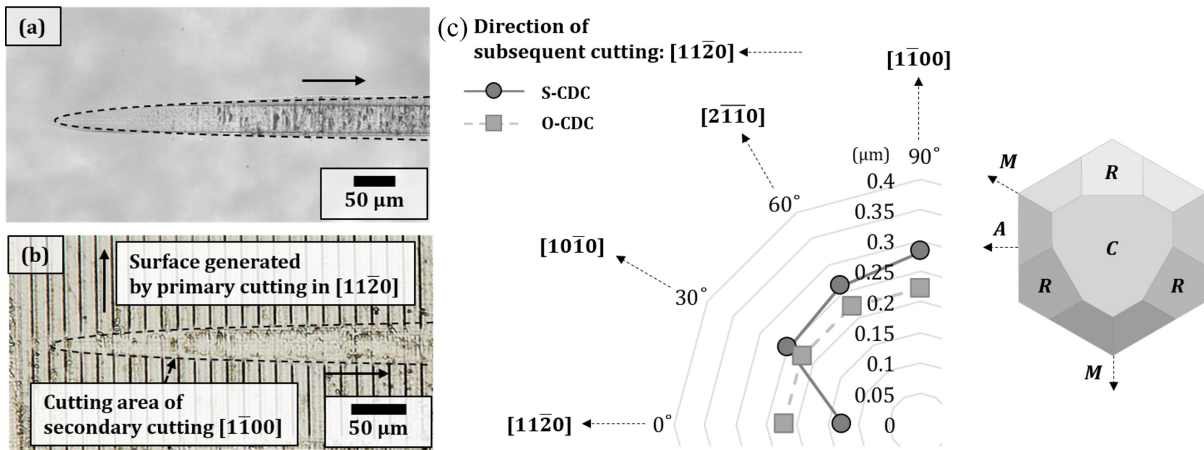 (a)
50 µm
(b)
Surface generated
by primary cutting in [112̅0]
Cutting area of
secondary cutting [11̅00]
50 µm
(c)
Direction of
subsequent cutting: [112̅0]
S-CDC
O-CDC
[11̅00]
[21̅1̅0]
[101̅0]
[112̅0]
(µm)
90°
60°
30°
0°
0.4
0.35
0.3
0.25
0.2
0.15
0.1
0.05
0
M
R
A
C
R
R
M